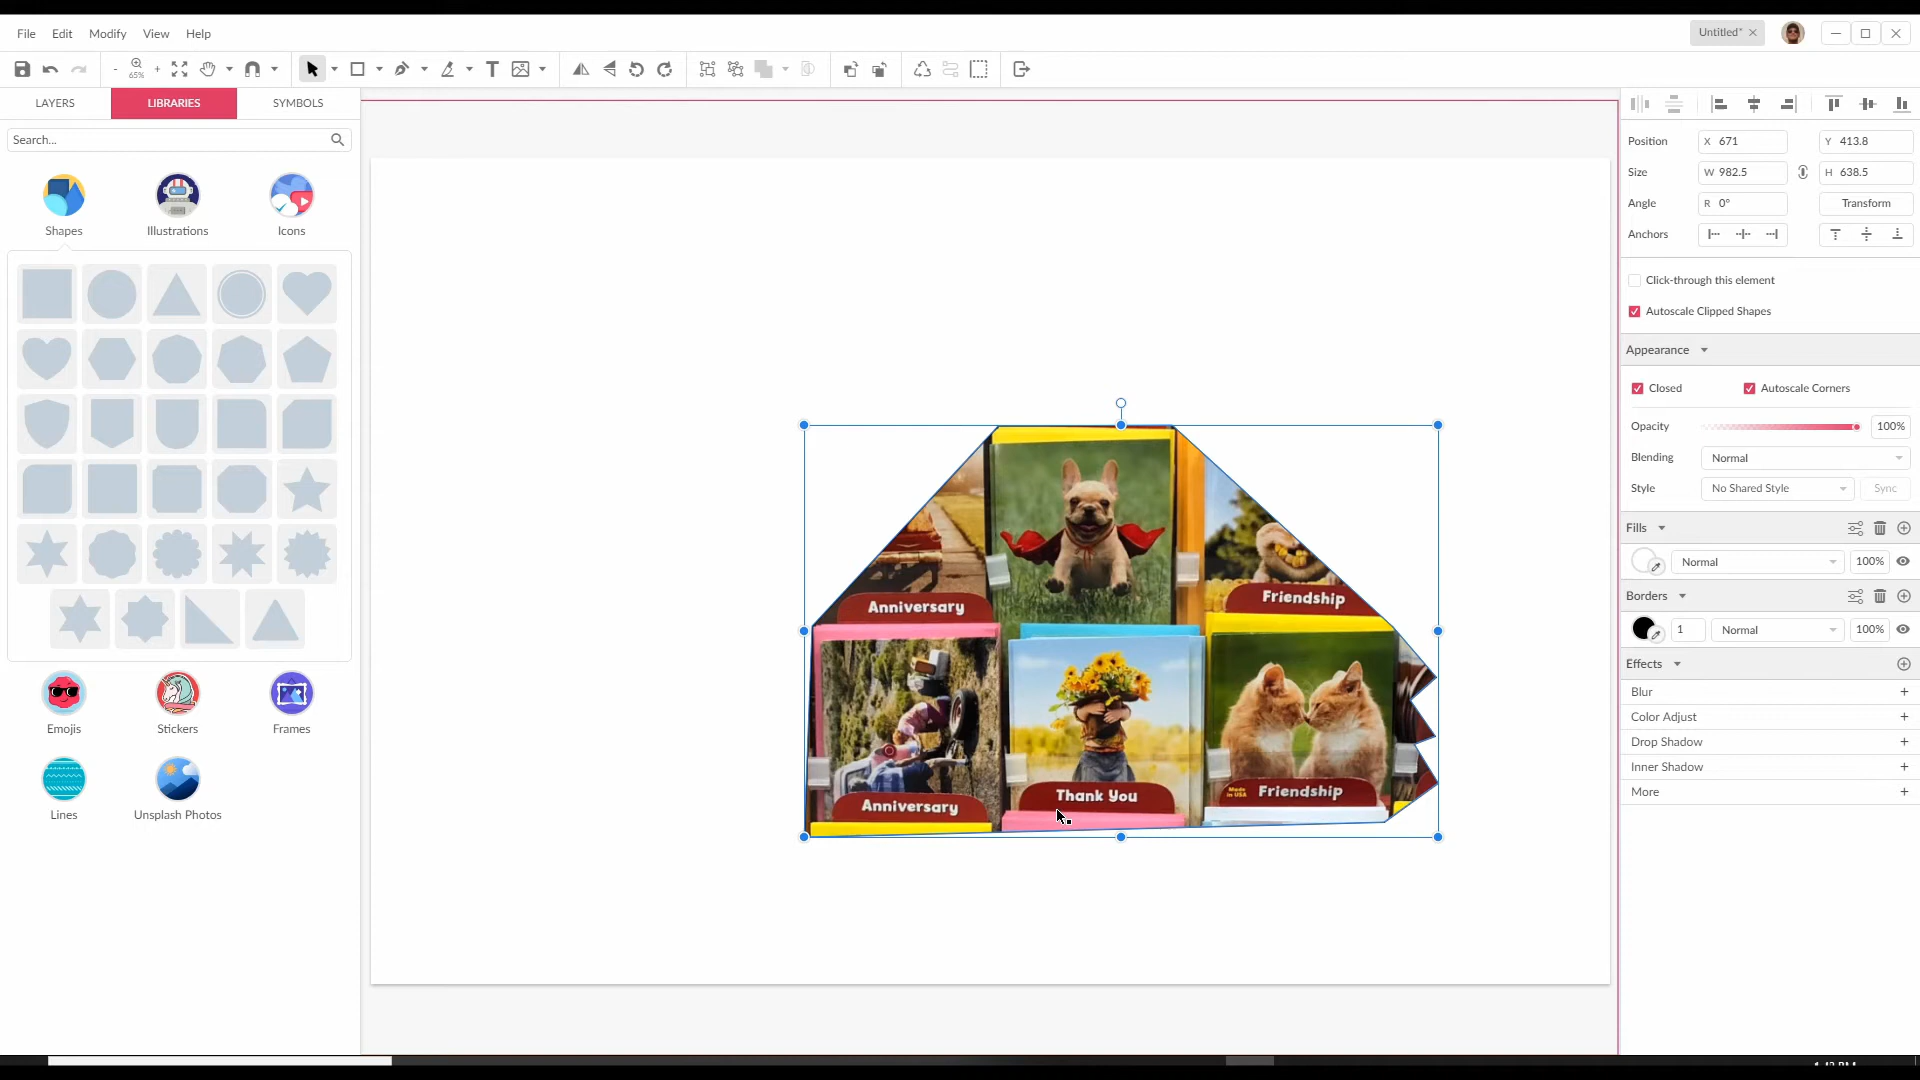 File Edit Modify View Help
Untitled*
65%
LAYERS LIBRARIES SYMBOLS
Search...
Shapes Illustrations Icons
Emojis Stickers Frames
Lines Unsplash Photos
Anniversary
Friendship
Anniversary
Thank You
Made in USA
Friendship
Position X 671 Y 413.8
Size W 982.5 H 638.5
Angle R 0° Transform
Anchors
Click-through this element
Autoscale Clipped Shapes
Appearance
Closed Autoscale Corners
Opacity 100%
Blending Normal
Style No Shared Style Sync
Fills
Normal 100%
Borders
1 Normal 100%
Effects
Blur +
Color Adjust +
Drop Shadow +
Inner Shadow +
More +